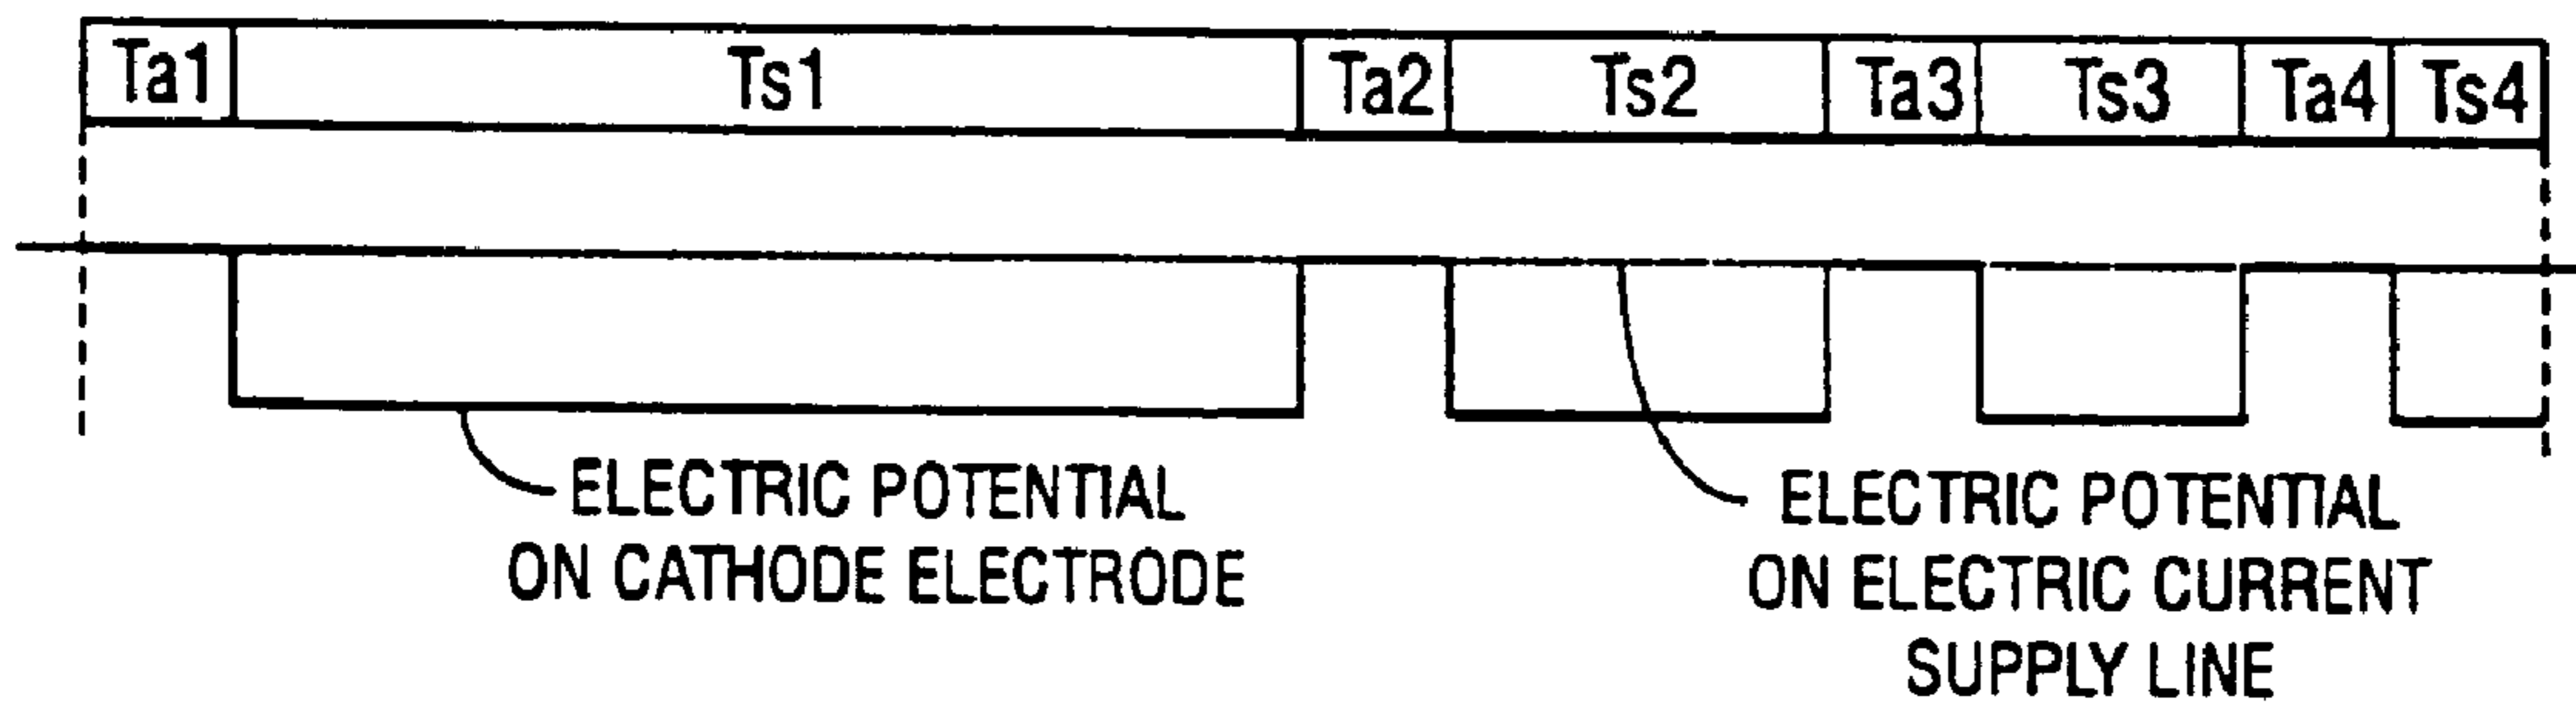 Ta1 Ts1 Ta2 Ts2 Ta3 Ts3 Ta4 Ts4
ELECTRIC POTENTIAL
ON CATHODE ELECTRODE
ELECTRIC POTENTIAL
ON ELECTRIC CURRENT
SUPPLY LINE